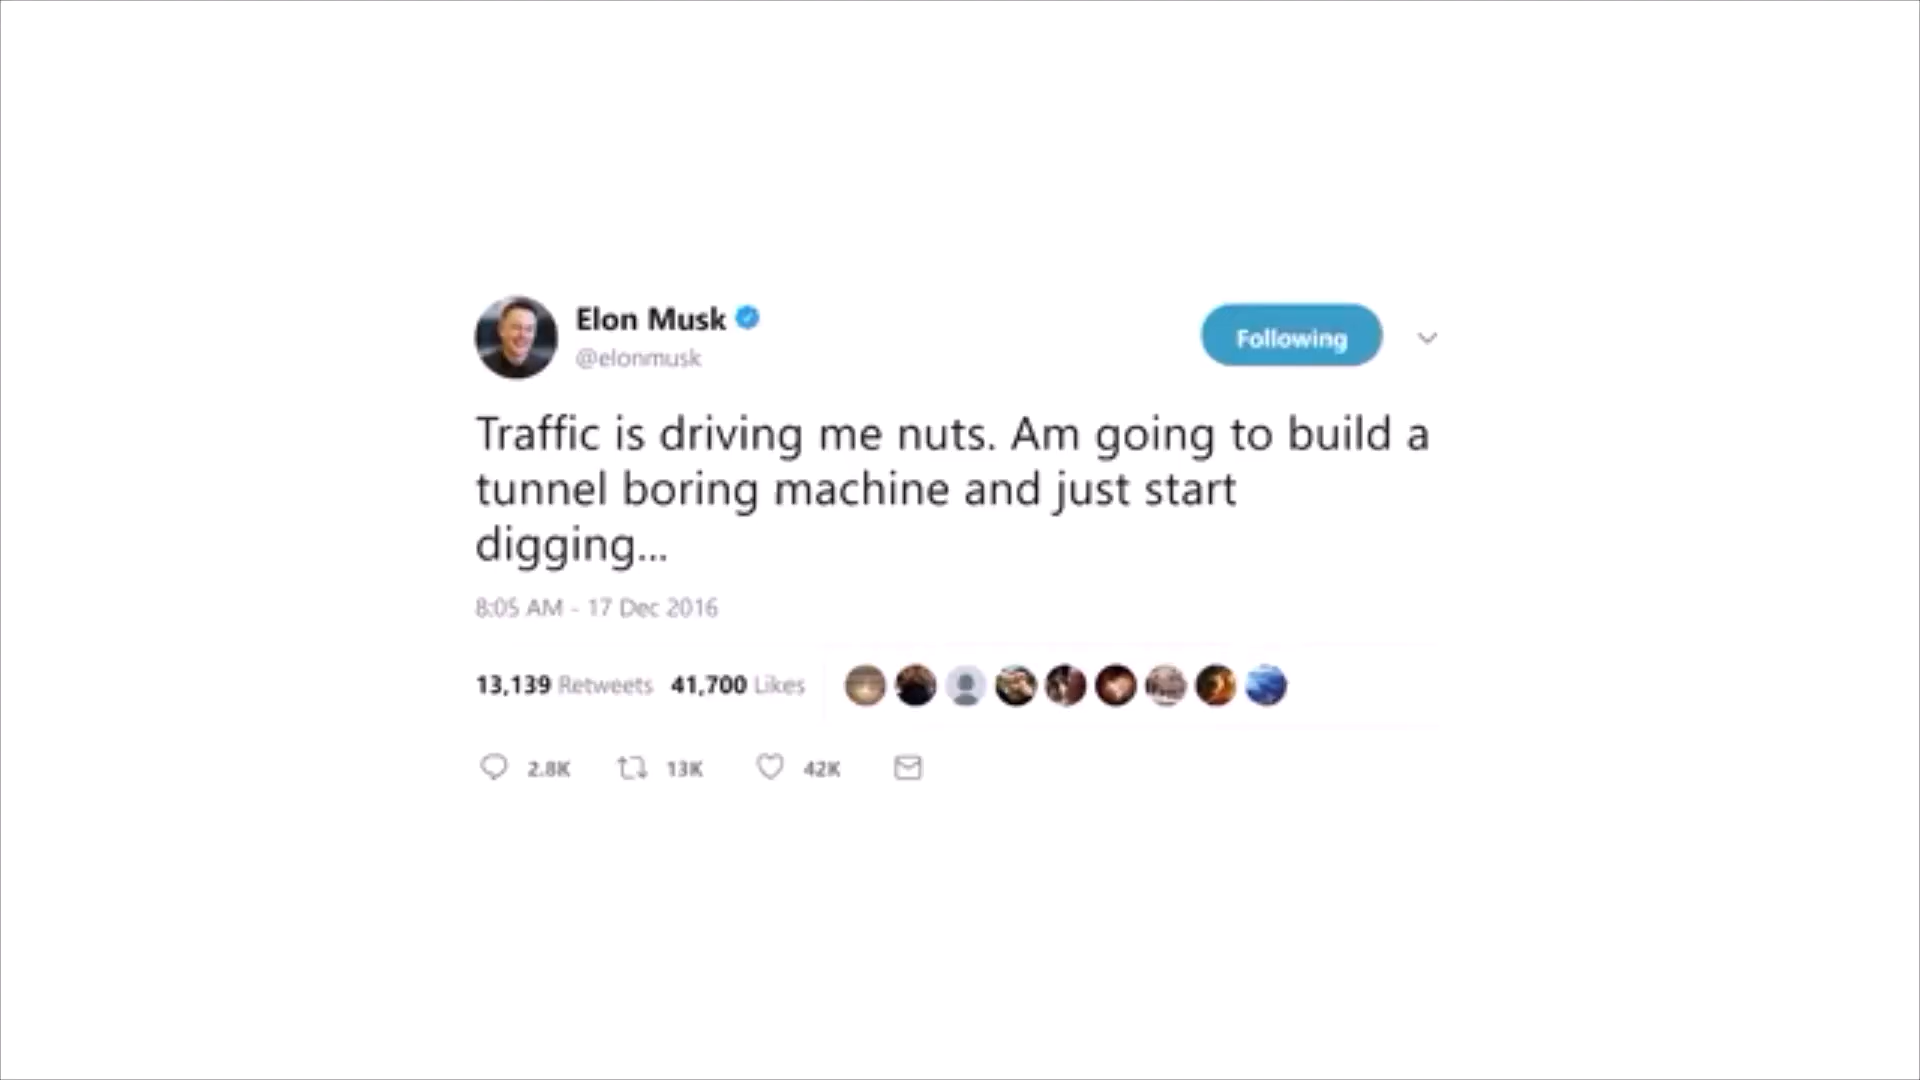 Elon Musk
@elonmusk
Following
Traffic is driving me nuts. Am going to build a
tunnel boring machine and just start
digging...
8:05 AM - 17 Dec 2016
13,139 Retweets 41,700 Likes
2.8K 13K 42K